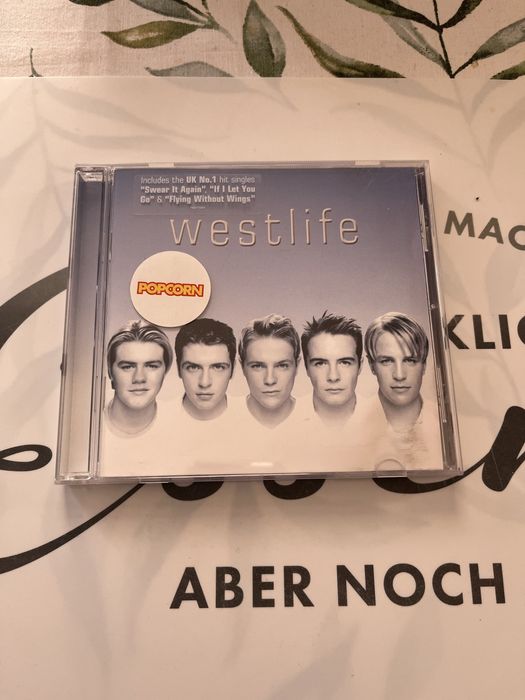 Includes the UK No.1 hit singles
"Swear It Again", "If I Let You
Go" & "Flying Without Wings"
westlife
POPCORN
MAC
KLIC
ABER NOCH